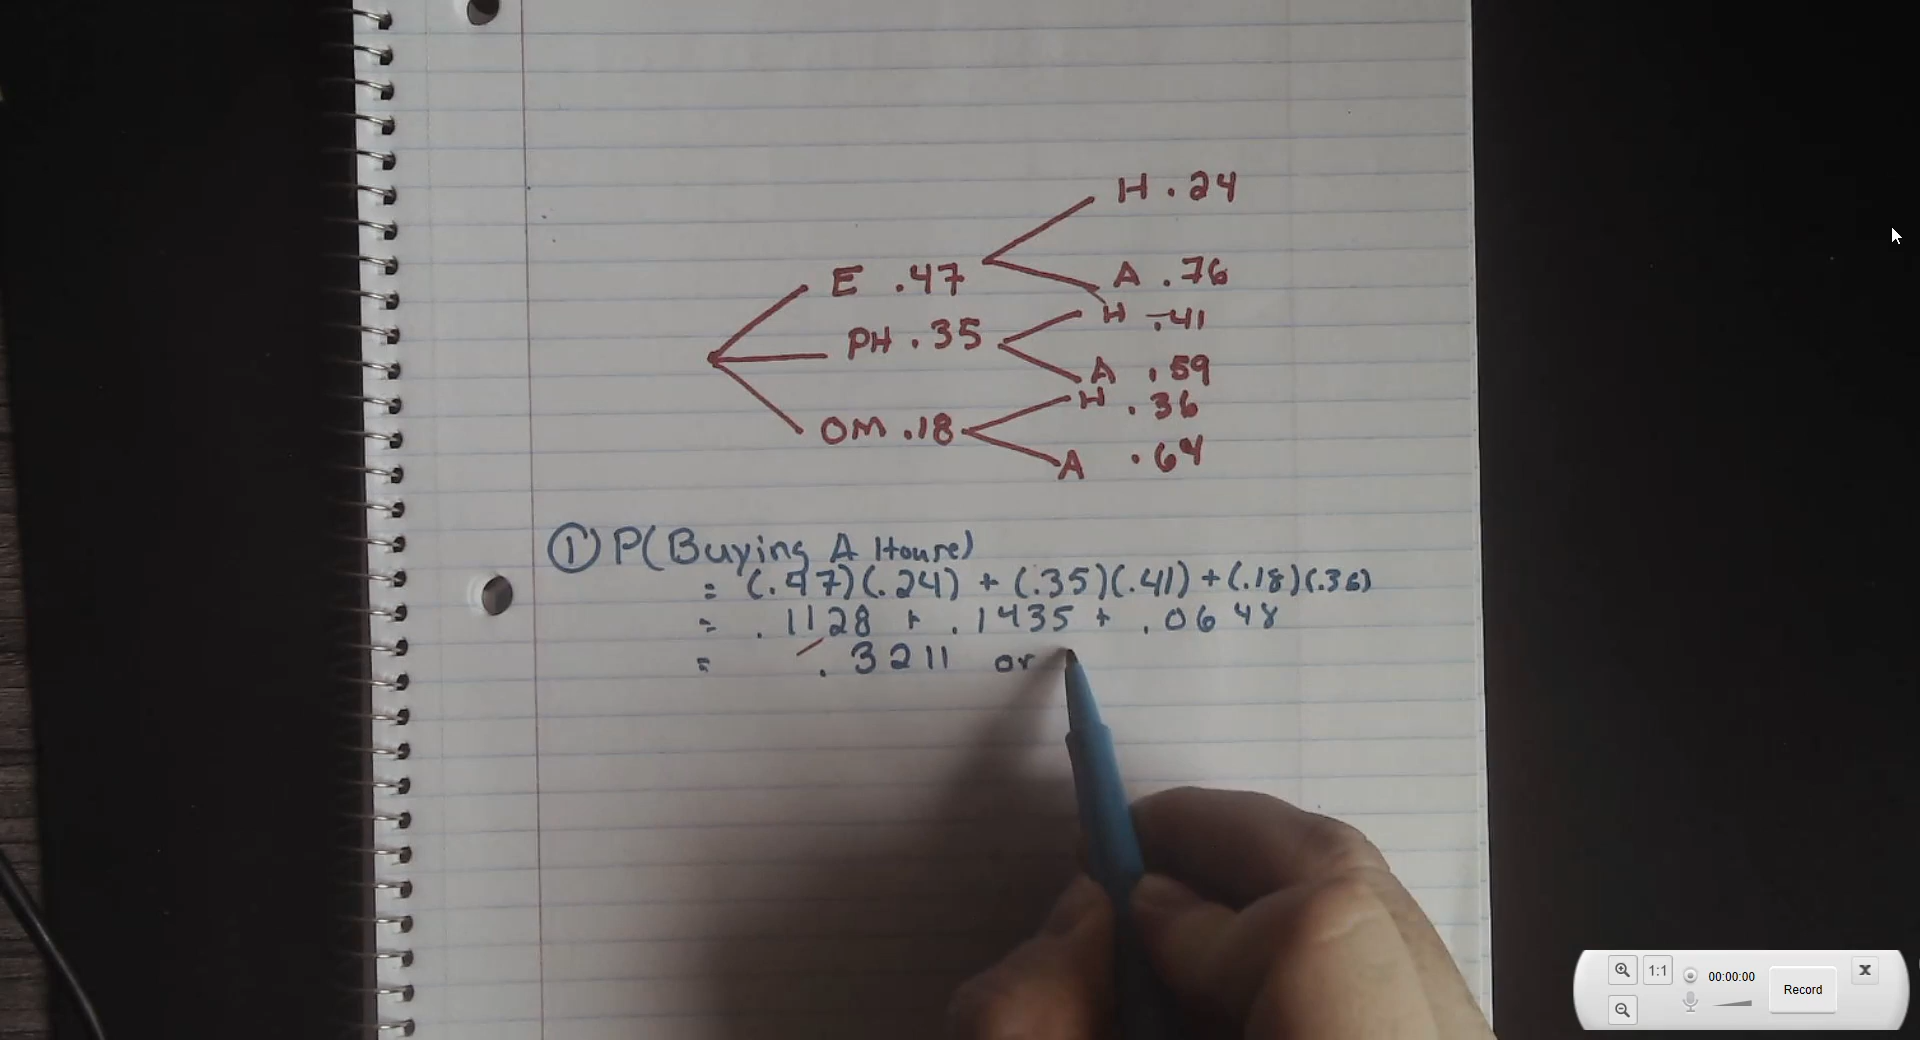 H .24
E .47
A .76
H .41
PH .35
A .59
H .36
OM .18
A .64
① P(Buying A House)
= (.47)(.24) + (.35)(.41) + (.18)(.36)
= .1128 + .1435 + .0648
= .3211 or
1:1
00:00:00
Record
x